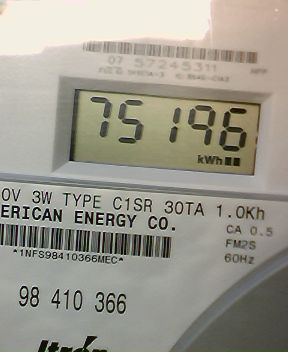 07 57245311
75196
kWh
0V 3W TYPE C1SR 30TA 1.0Kh
ERICAN ENERGY CO.
CA 0.5
FM2S
60Hz
*1NFS98410366MEC*
98 410 366
Itron